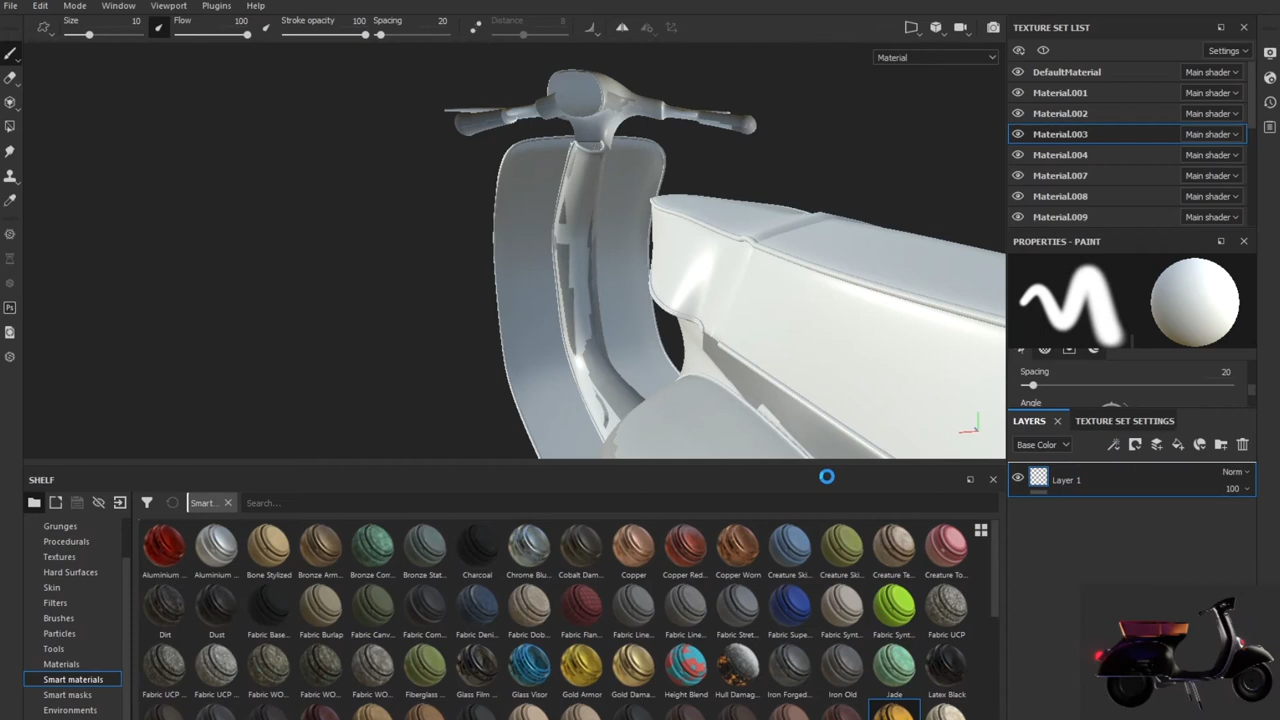 File Edit Mode Window Viewport Plugins Help
Size 10 Flow 100 Stroke opacity 100 Spacing 20 Distance 8
Material
TEXTURE SET LIST
Settings
DefaultMaterial Main shader
Material.001 Main shader
Material.002 Main shader
Material.003 Main shader
Material.004 Main shader
Material.007 Main shader
Material.008 Main shader
Material.009 Main shader
PROPERTIES - PAINT
Spacing 20
Angle
LAYERS TEXTURE SET SETTINGS
Base Color
Layer 1 Norm
100
SHELF
Smart... Search...
Grunges
Procedurals
Textures
Hard Surfaces
Skin
Filters
Brushes
Particles
Tools
Materials
Smart materials
Smart masks
Environments
Aluminium ... Aluminium ... Bone Stylized Bronze Arm... Bronze Cor... Bronze Stat... Charcoal Chrome Blu... Cobalt Dam... Copper Copper Red... Copper Worn Creature Ski... Creature Ski... Creature Te... Creature To...
Dirt Dust Fabric Base... Fabric Burlap Fabric Canv... Fabric Com... Fabric Deni... Fabric Dob... Fabric Flan... Fabric Line... Fabric Line... Fabric Stret... Fabric Supe... Fabric Synt... Fabric Synt... Fabric UCP
Fabric UCP ... Fabric UCP ... Fabric WO... Fabric WO... Fabric WO... Fiberglass ... Glass Film ... Glass Visor Gold Armor Gold Dama... Height Blend Hull Damag... Iron Forged... Iron Old Jade Latex Black
Ps